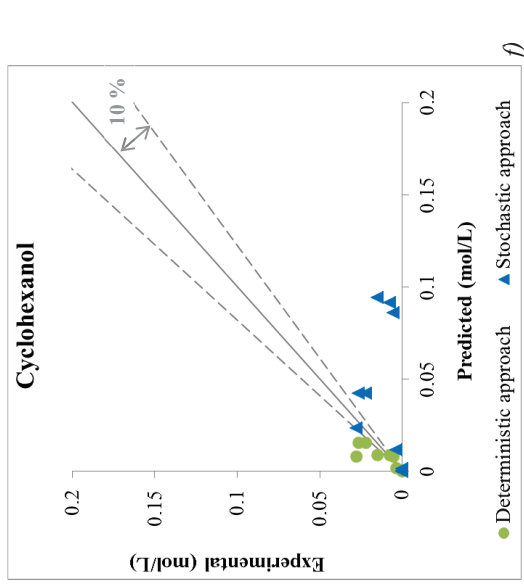 Cyclohexanol
10 %
0.2
0.15
0.1
0.05
0
Experimental (mol/L)
0
0.05
0.1
0.15
0.2
Predicted (mol/L)
Deterministic approach
Stochastic approach
f)